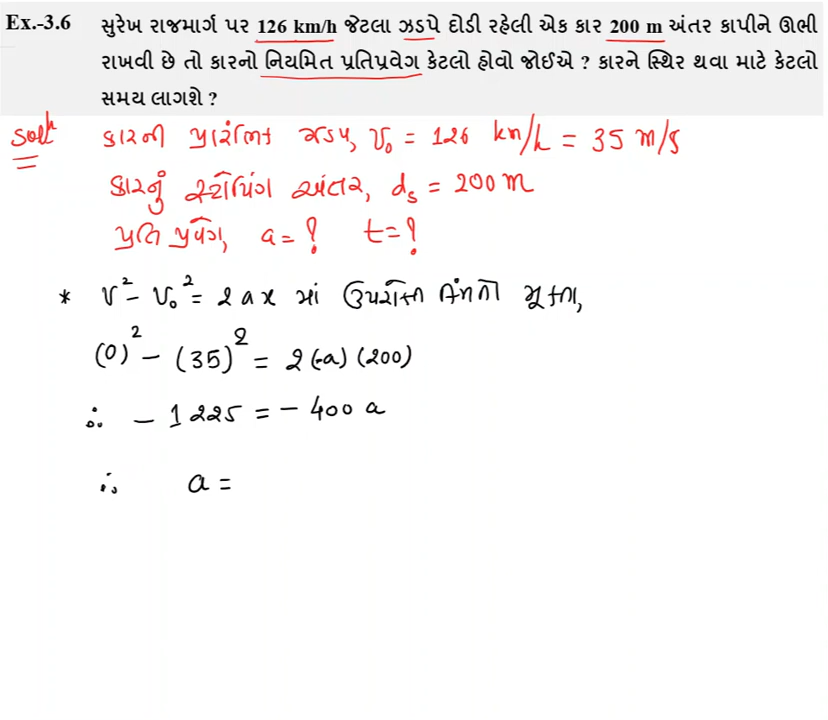 Ex.-3.6 સુરેખ રાજમાર્ગ પર 126 km/h જેટલા ઝડપે દોડી રહેલી એક કાર 200 m અંતર કાપીને ઊભી
રાખવી છે તો કારનો નિયમિત પ્રતિપ્રવેગ કેટલો હોવો જોઈએ ? કારને સ્થિર થવા માટે કેટલો
સમય લાગશે ?
Solⁿ કારની પ્રારંભિક ઝડપ, v₀ = 126 km/h = 35 m/s
કારનું સ્ટોપિંગ અંતર, dₛ = 200 m
પ્રતિ પ્રવેગ, a = ? t = ?
* v² - v₀² = 2ax માં ઉપરોક્ત મૂકતા,
(0)² - (35)² = 2(-a)(200)
∴ - 1225 = - 400 a
∴ a =